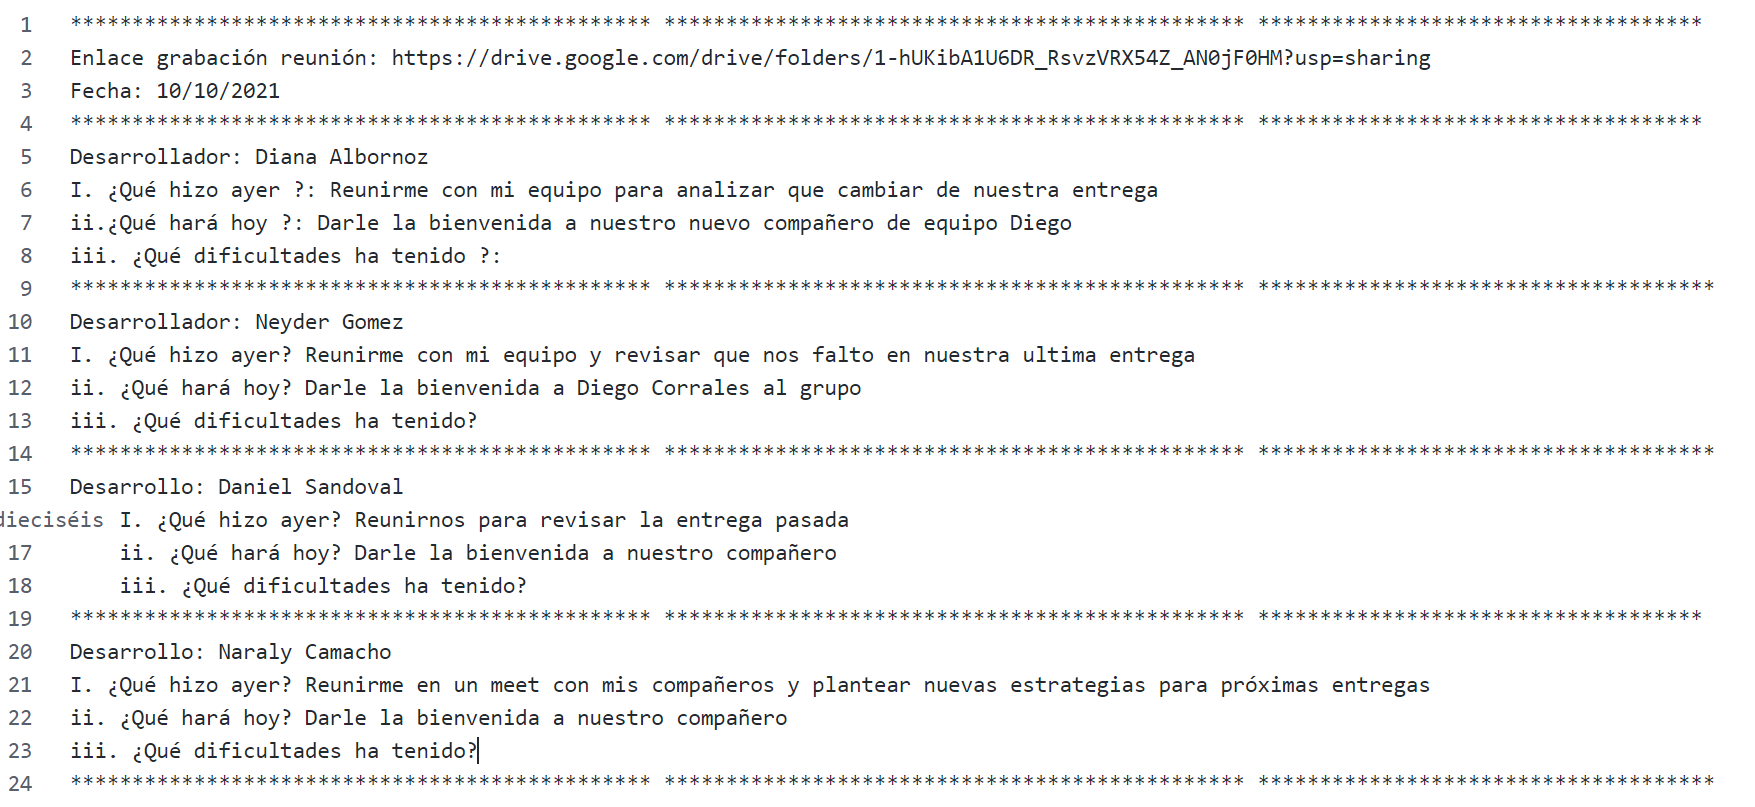 1 *********************************************** *********************************************** ************************************
2 Enlace grabación reunión: https://drive.google.com/drive/folders/1-hUKibA1U6DR_RsvzVRX54Z_AN0jF0HM?usp=sharing
3 Fecha: 10/10/2021
4 *********************************************** *********************************************** ************************************
5 Desarrollador: Diana Albornoz
6 I. ¿Qué hizo ayer ?: Reunirme con mi equipo para analizar que cambiar de nuestra entrega
7 ii.¿Qué hará hoy ?: Darle la bienvenida a nuestro nuevo compañero de equipo Diego
8 iii. ¿Qué dificultades ha tenido ?:
9 *********************************************** *********************************************** *************************************
10 Desarrollador: Neyder Gomez
11 I. ¿Qué hizo ayer? Reunirme con mi equipo y revisar que nos falto en nuestra ultima entrega
12 ii. ¿Qué hará hoy? Darle la bienvenida a Diego Corrales al grupo
13 iii. ¿Qué dificultades ha tenido?
14 *********************************************** *********************************************** *************************************
15 Desarrollo: Daniel Sandoval
dieciséis I. ¿Qué hizo ayer? Reunirnos para revisar la entrega pasada
17 ii. ¿Qué hará hoy? Darle la bienvenida a nuestro compañero
18 iii. ¿Qué dificultades ha tenido?
19 *********************************************** *********************************************** ************************************
20 Desarrollo: Naraly Camacho
21 I. ¿Qué hizo ayer? Reunirme en un meet con mis compañeros y plantear nuevas estrategias para próximas entregas
22 ii. ¿Qué hará hoy? Darle la bienvenida a nuestro compañero
23 iii. ¿Qué dificultades ha tenido?
24 *********************************************** *********************************************** *************************************